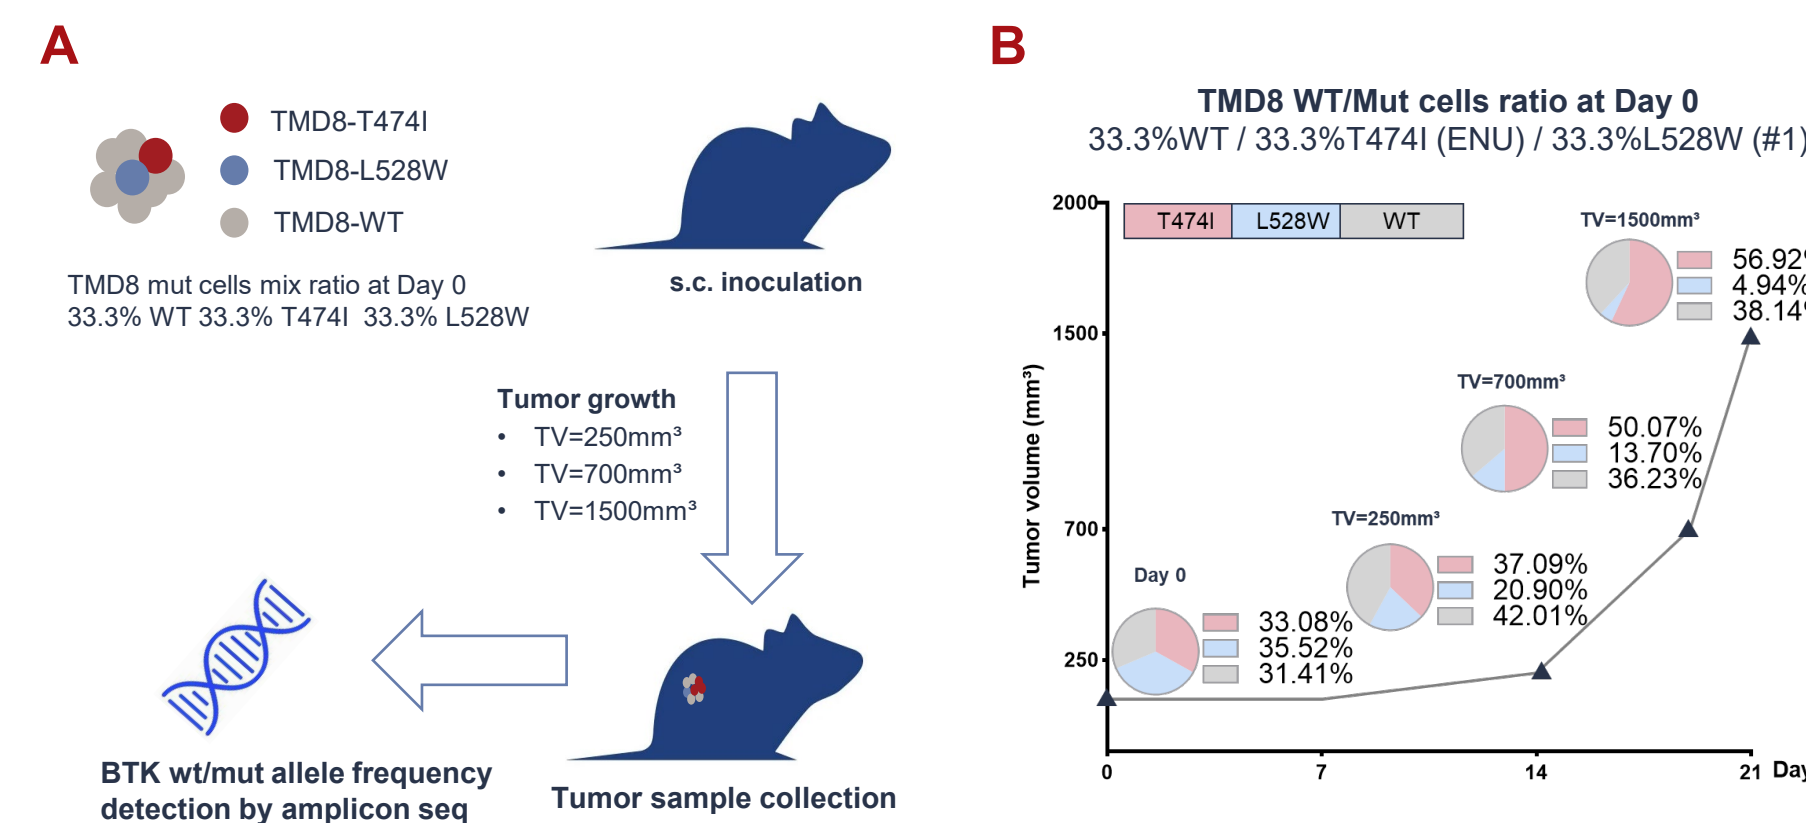 A
TMD8-T474I
TMD8-L528W
TMD8-WT
TMD8 mut cells mix ratio at Day 0
33.3% WT 33.3% T474I 33.3% L528W
s.c. inoculation
Tumor growth
• TV=250mm³
• TV=700mm³
• TV=1500mm³
BTK wt/mut allele frequency
detection by amplicon seq
Tumor sample collection
B
TMD8 WT/Mut cells ratio at Day 0
33.3%WT / 33.3%T474I (ENU) / 33.3%L528W (#1)
Tumor volume (mm³)
2000
1500
700
250
T474I L528W WT
Day 0
33.08%
35.52%
31.41%
TV=250mm³
37.09%
20.90%
42.01%
TV=700mm³
50.07%
13.70%
36.23%
TV=1500mm³
56.92%
4.94%
38.14%
0 7 14 21 Day